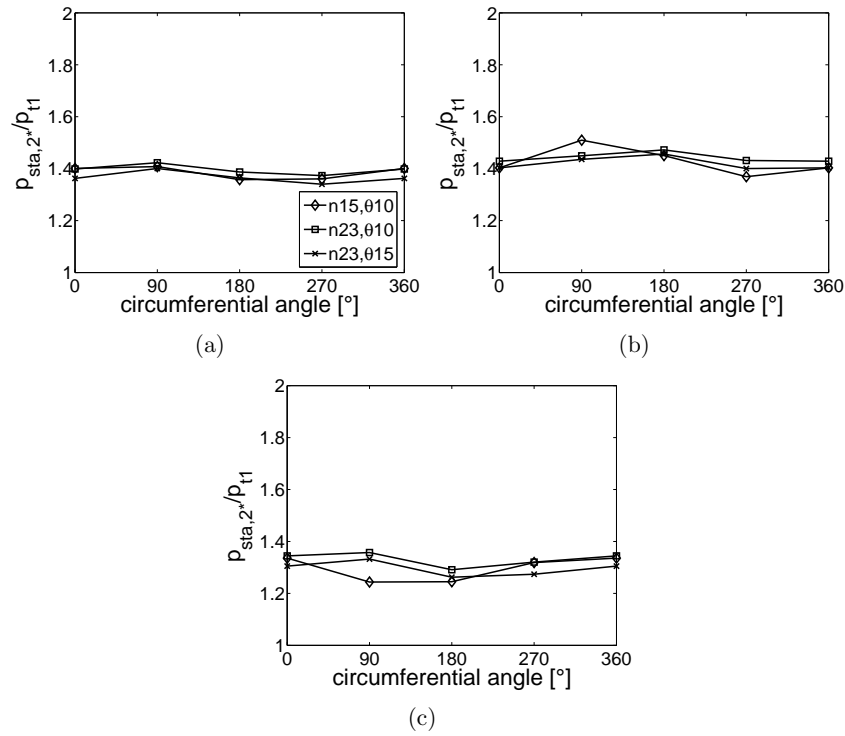 2
1.8
1.6
1.4
1.2
1
p_sta,2*/p_t1
0 90 180 270 360
circumferential angle [°]
n15,θ10
n23,θ10
n23,θ15
(a)
2
1.8
1.6
1.4
1.2
1
p_sta,2*/p_t1
0 90 180 270 360
circumferential angle [°]
(b)
2
1.8
1.6
1.4
1.2
1
p_sta,2*/p_t1
0 90 180 270 360
circumferential angle [°]
(c)